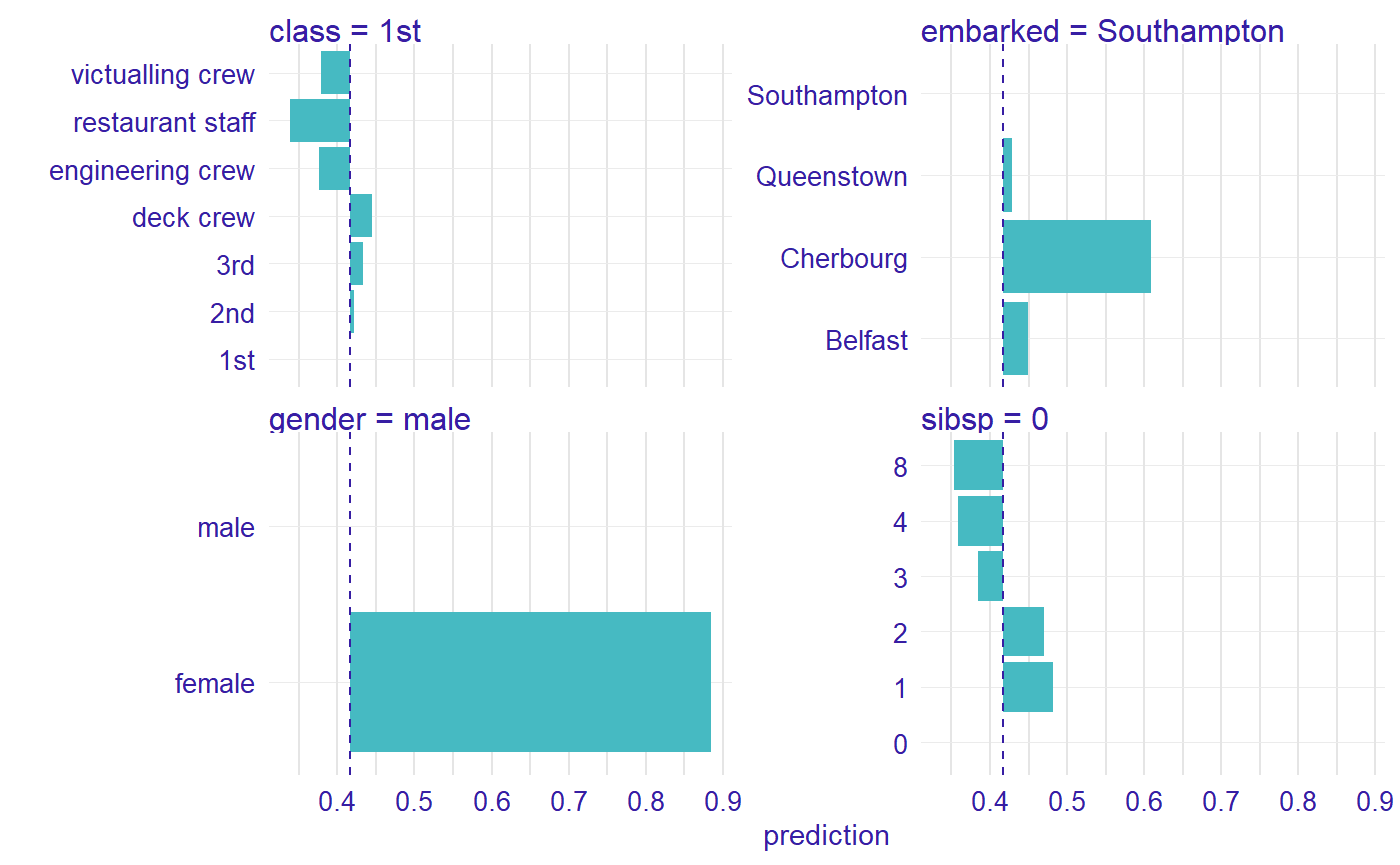 class = 1st
victualling crew
restaurant staff
engineering crew
deck crew
3rd
2nd
1st
embarked = Southampton
Southampton
Queenstown
Cherbourg
Belfast
gender = male
male
female
0.4 0.5 0.6 0.7 0.8 0.9
sibsp = 0
8
4
3
2
1
0
0.4 0.5 0.6 0.7 0.8 0.9
prediction